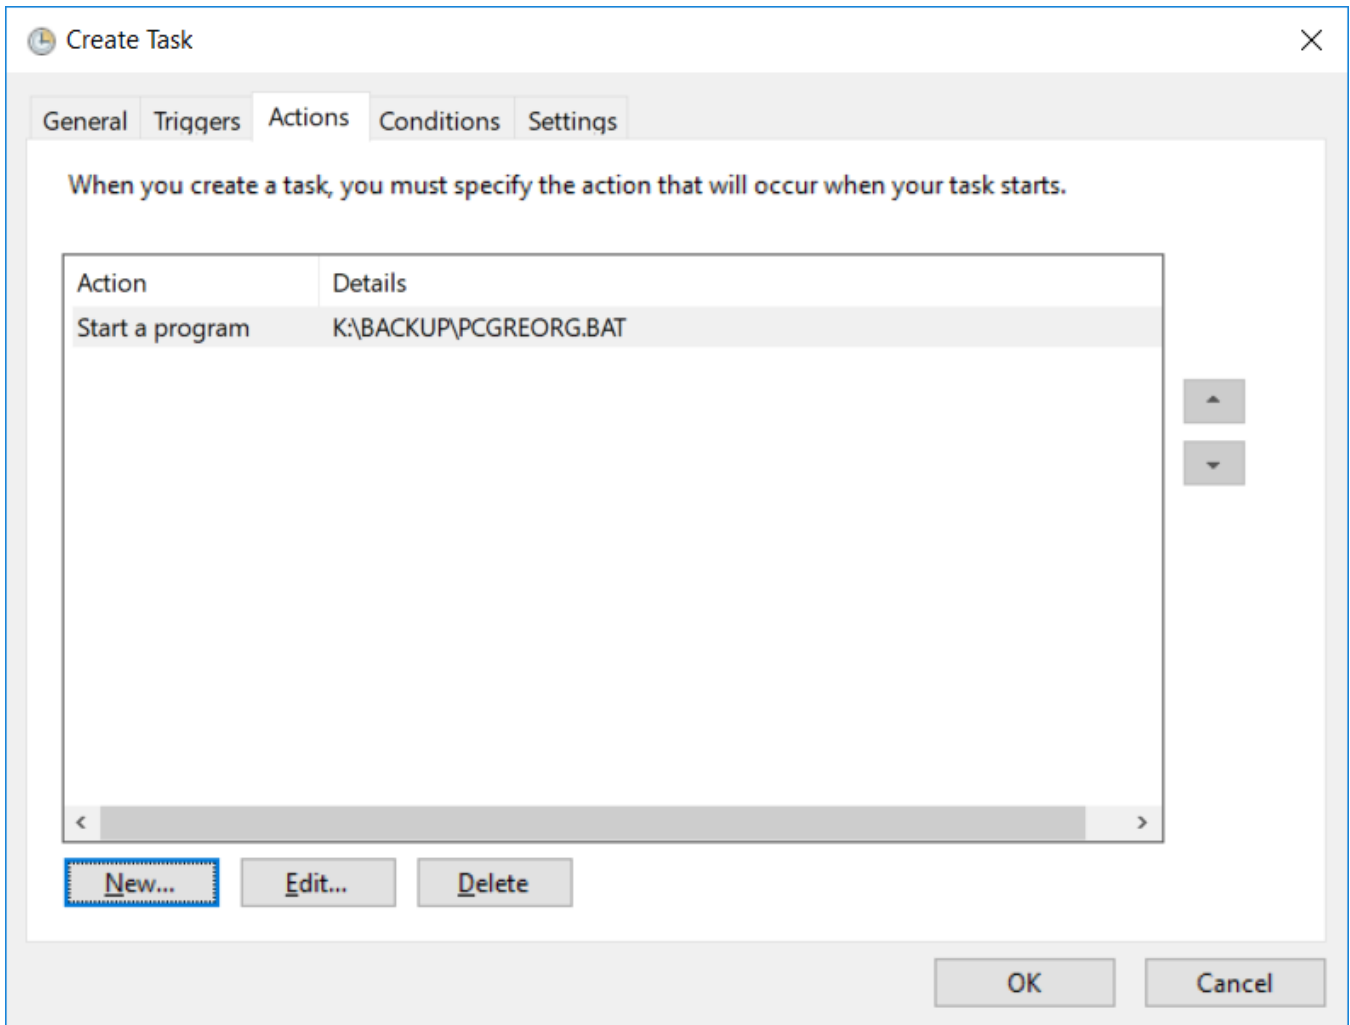 Create Task
General Triggers Actions Conditions Settings
When you create a task, you must specify the action that will occur when your task starts.
Action Details
Start a program K:\BACKUP\PCGREORG.BAT
New... Edit... Delete
OK Cancel